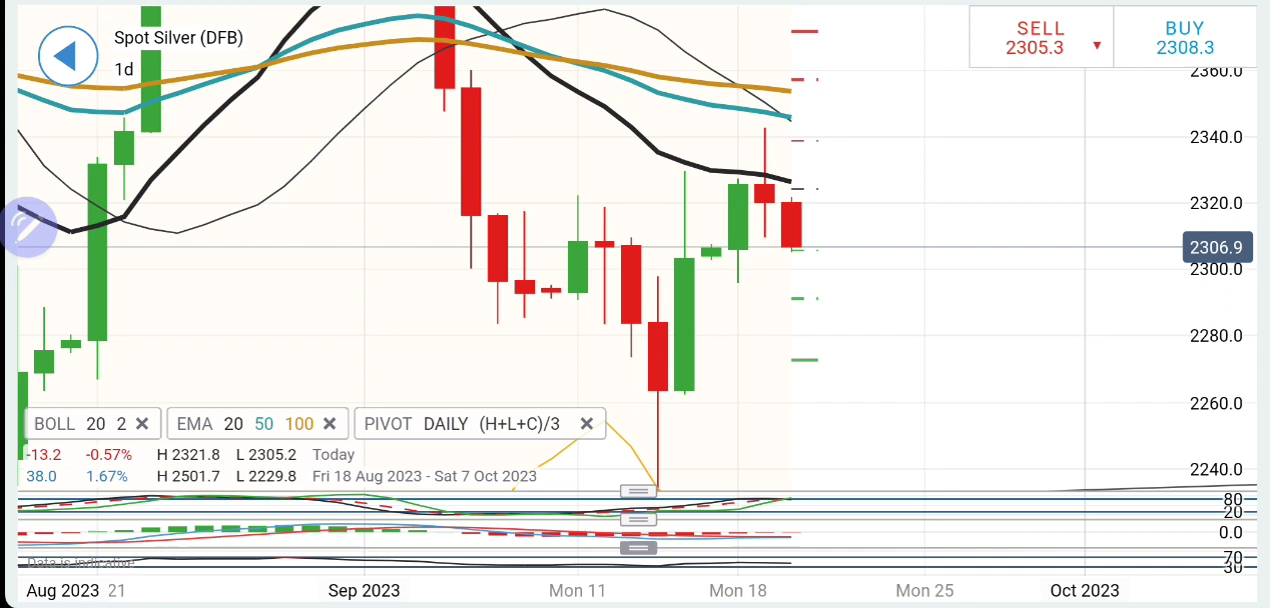 Spot Silver (DFB)
1d
SELL
2305.3
BUY
2308.3
2360.0
2340.0
2320.0
2306.9
2300.0
2280.0
2260.0
2240.0
BOLL 20 2
EMA 20 50 100
PIVOT DAILY (H+L+C)/3
-13.2 -0.57% H 2321.8 L 2305.2 Today
38.0 1.67% H 2501.7 L 2229.8 Fri 18 Aug 2023 - Sat 7 Oct 2023
80
20
0.0
70
30
Data is indicative
Aug 2023 21 Sep 2023 Mon 11 Mon 18 Mon 25 Oct 2023